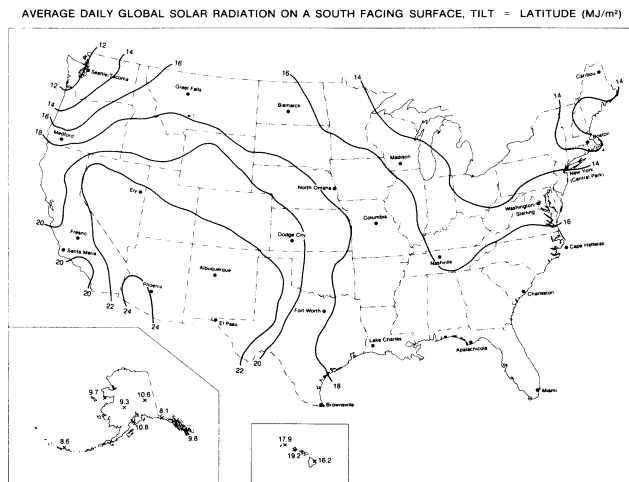 AVERAGE DAILY GLOBAL SOLAR RADIATION ON A SOUTH FACING SURFACE, TILT = LATITUDE (MJ/m²)
12
14
16
16
14
14
14
Seattle/Tacoma
Caribou
Great Falls
Bismarck
12
14
16
18
Medford
Boston
Madison
14
New York
(Central Park)
Ely
North Omaha
Washington
Sterling
16
20
Fresno
Columbia
Dodge City
Cape Hatteras
Santa Maria
20
Nashville
Albuquerque
Phoenix
20
22
24
24
Charleston
El Paso
Fort Worth
Lake Charles
Apalachicola
22
20
18
Miami
Brownsville
9.7
10.6
9.3
8.1
10.8
9.8
8.6
17.9
19.2
16.2